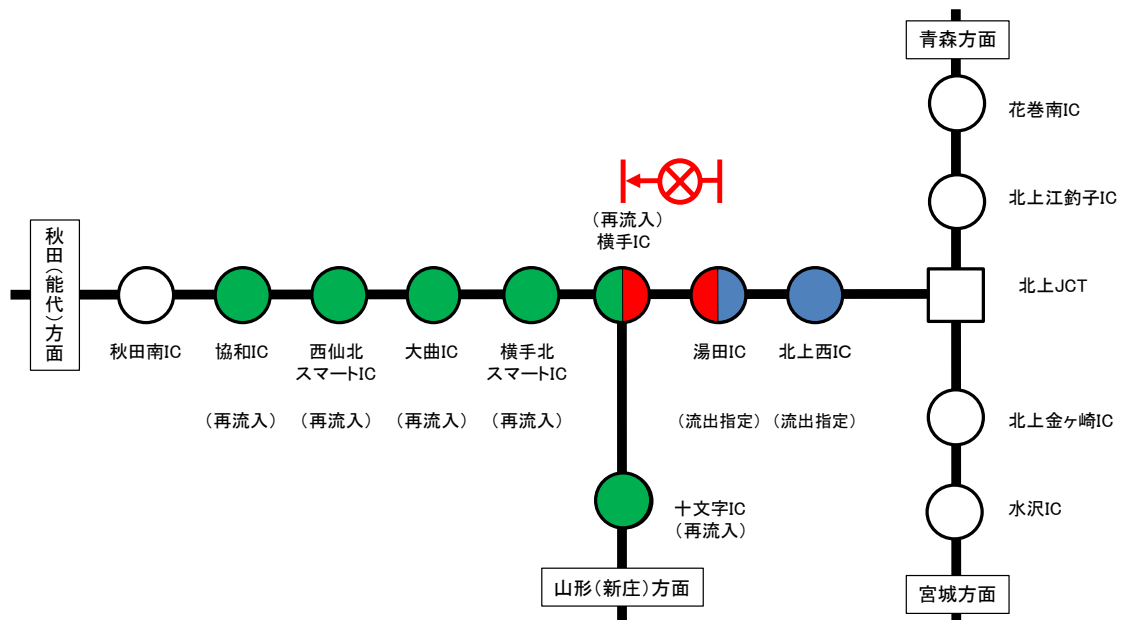 青森方面
花巻南IC
北上江釣子IC
(再流入)
横手IC
秋田(能代)方面
北上JCT
秋田南IC
協和IC
西仙北
スマートIC
大曲IC
横手北
スマートIC
湯田IC
北上西IC
(再流入)
(再流入)
(再流入)
(再流入)
(流出指定)
(流出指定)
北上金ヶ崎IC
十文字IC
(再流入)
水沢IC
山形(新庄)方面
宮城方面